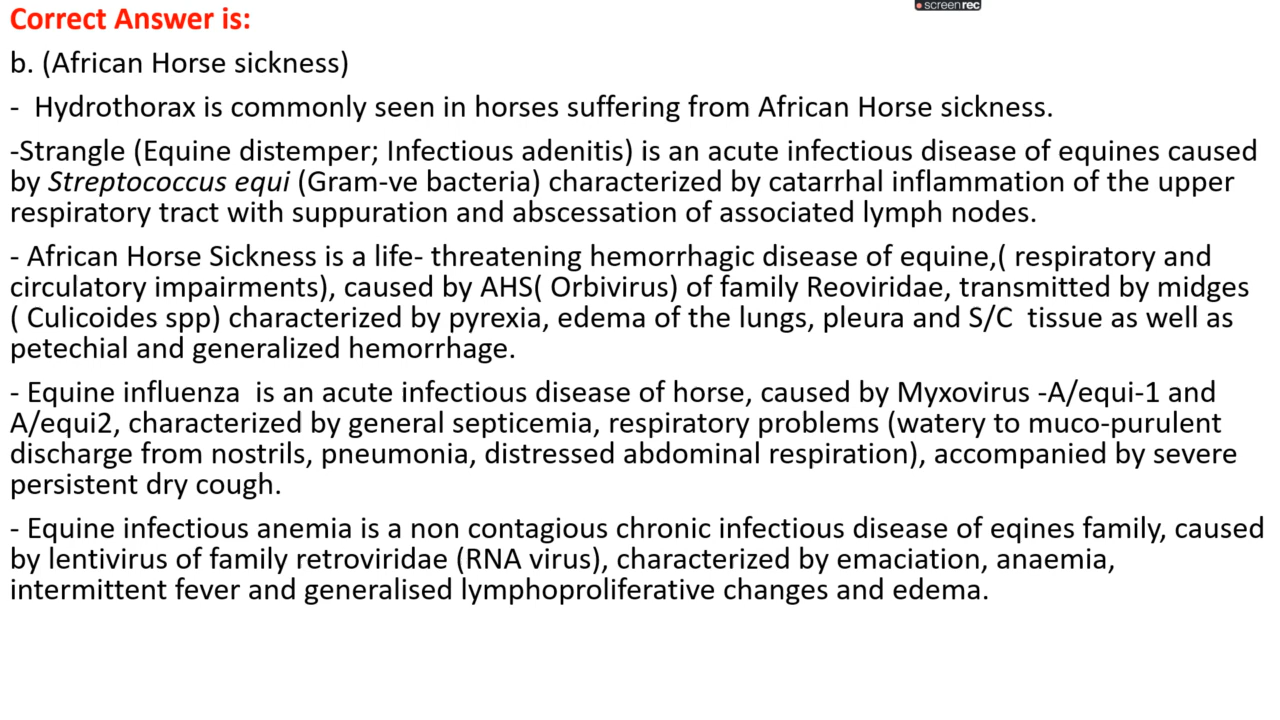 screenrec
Correct Answer is:
b. (African Horse sickness)
- Hydrothorax is commonly seen in horses suffering from African Horse sickness.
-Strangle (Equine distemper; Infectious adenitis) is an acute infectious disease of equines caused
by Streptococcus equi (Gram-ve bacteria) characterized by catarrhal inflammation of the upper
respiratory tract with suppuration and abscessation of associated lymph nodes.
- African Horse Sickness is a life- threatening hemorrhagic disease of equine,( respiratory and
circulatory impairments), caused by AHS( Orbivirus) of family Reoviridae, transmitted by midges
( Culicoides spp) characterized by pyrexia, edema of the lungs, pleura and S/C tissue as well as
petechial and generalized hemorrhage.
- Equine influenza is an acute infectious disease of horse, caused by Myxovirus -A/equi-1 and
A/equi2, characterized by general septicemia, respiratory problems (watery to muco-purulent
discharge from nostrils, pneumonia, distressed abdominal respiration), accompanied by severe
persistent dry cough.
- Equine infectious anemia is a non contagious chronic infectious disease of eqines family, caused
by lentivirus of family retroviridae (RNA virus), characterized by emaciation, anaemia,
intermittent fever and generalised lymphoproliferative changes and edema.